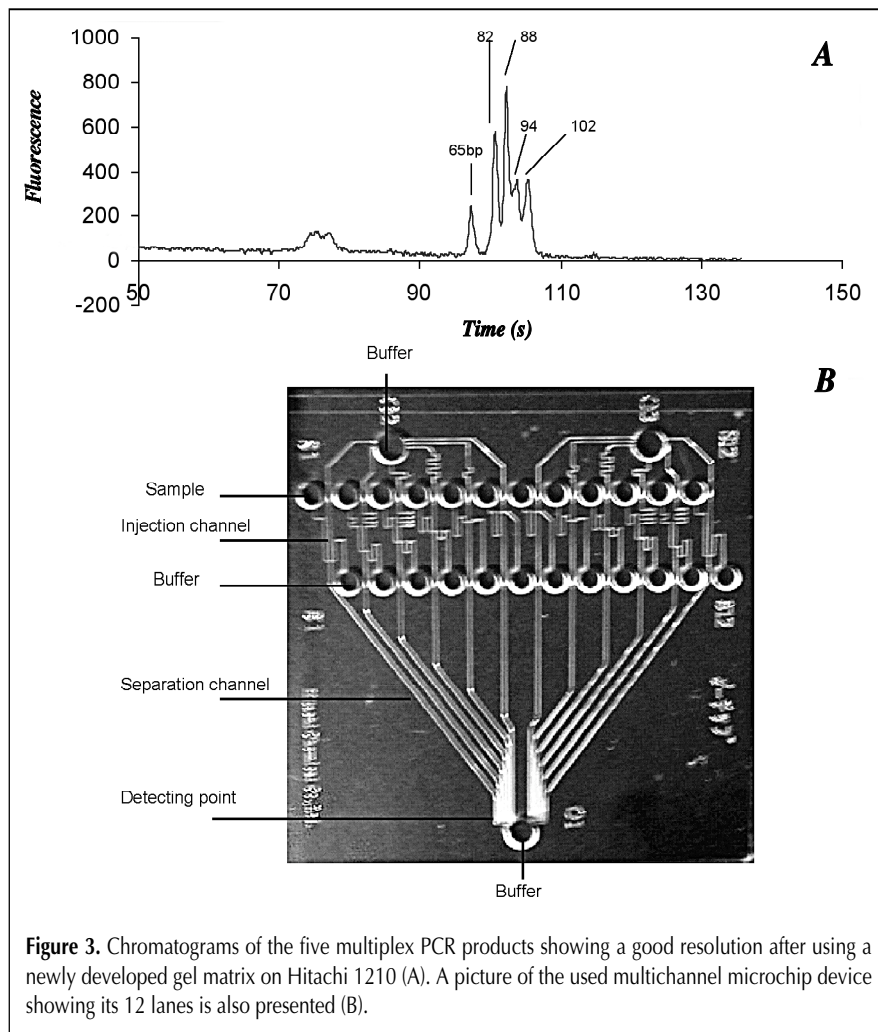 1000
800
600
400
200
0
-200
Fluorescence
50 70 90 110 130 150
Time (s)
65bp
82
88
94
102
A
Buffer
B
Sample
Injection channel
Buffer
Separation channel
Detecting point
Buffer
Figure 3. Chromatograms of the five multiplex PCR products showing a good resolution after using a
newly developed gel matrix on Hitachi 1210 (A). A picture of the used multichannel microchip device
showing its 12 lanes is also presented (B).